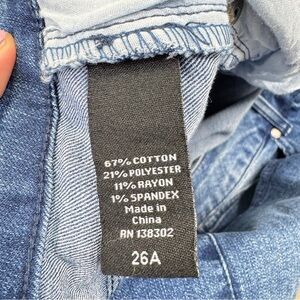 67% COTTON
21% POLYESTER
11% RAYON
1% SPANDEX
Made in
China
RN 138302
26A